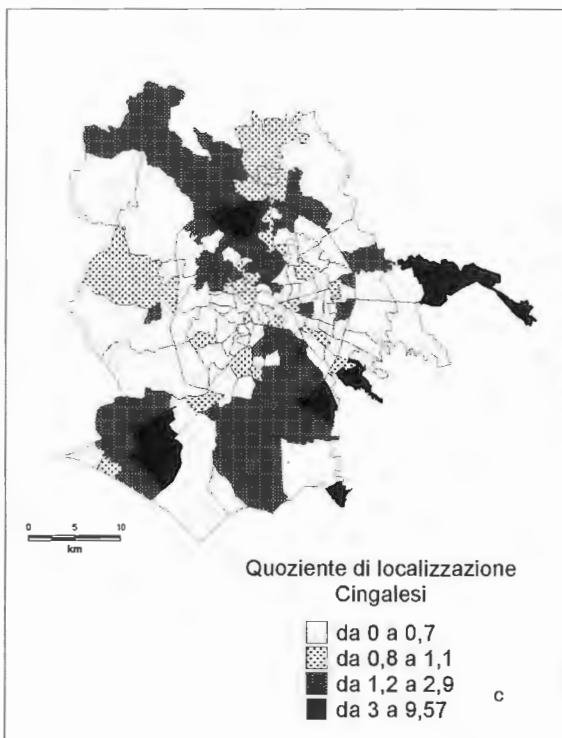 0 5 10
km
Quoziente di localizzazione
Cingalesi
da 0 a 0,7
da 0,8 a 1,1
da 1,2 a 2,9
da 3 a 9,57
c